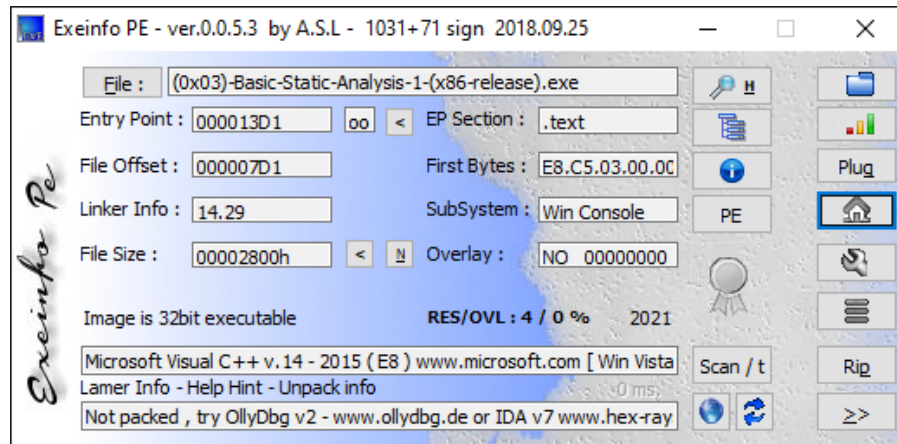 Exeinfo PE - ver.0.0.5.3 by A.S.L - 1031+71 sign 2018.09.25
File : (0x03)-Basic-Static-Analysis-1-(x86-release).exe H
Entry Point : 000013D1 oo < EP Section : .text
File Offset : 000007D1 First Bytes : E8.C5.03.00.00 Plug
Linker Info : 14.29 SubSystem : Win Console PE
File Size : 00002800h < N Overlay : NO 00000000
Image is 32bit executable RES/OVL : 4 / 0 % 2021
Microsoft Visual C++ v.14 - 2015 ( E8 ) www.microsoft.com [ Win Vista Scan / t Rip
Lamer Info - Help Hint - Unpack info 0 ms.
Not packed , try OllyDbg v2 - www.ollydbg.de or IDA v7 www.hex-ray >>
Exeinfo Pe